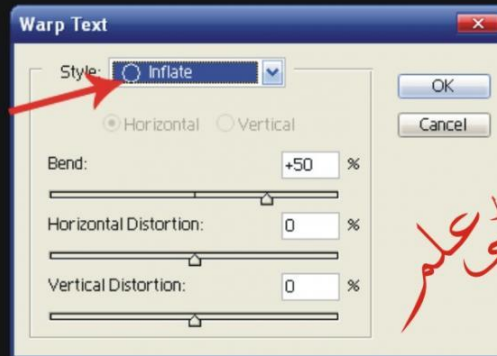 Warp Text
Style: Inflate
OK
Horizontal Vertical
Cancel
Bend: +50 %
Horizontal Distortion: 0 %
علم
Vertical Distortion: 0 %